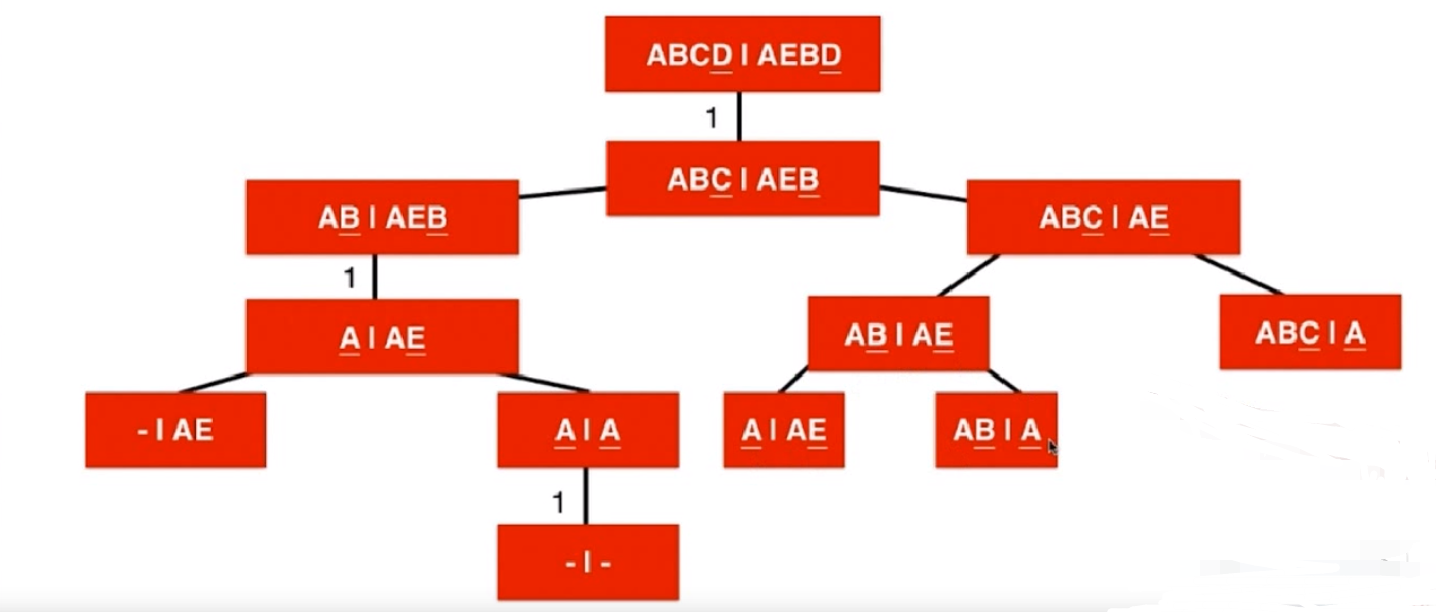 ABCD | AEBD
1
ABC | AEB
AB | AEB
ABC | AE
1
A | AE
AB | AE
ABC | A
- | AE
A | A
A | AE
AB | A
1
- | -